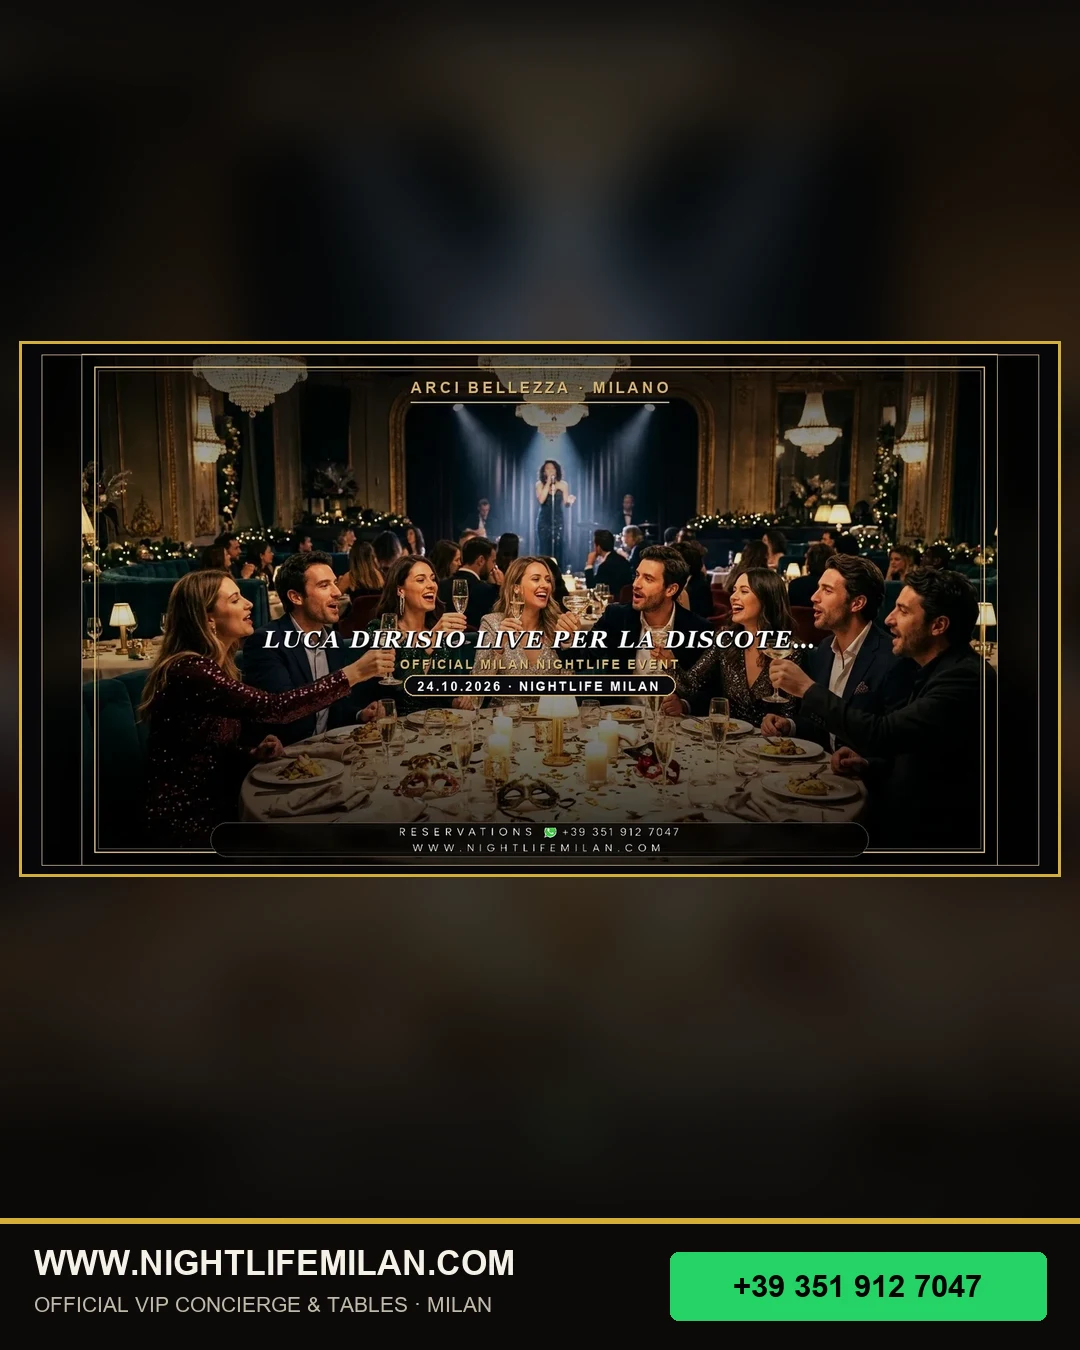 ARCI BELLEZZA · MILANO
LUCA DIRISIO LIVE PER LA DISCOTE...
OFFICIAL MILAN NIGHTLIFE EVENT
24.10.2026 · NIGHTLIFE MILAN
RESERVATIONS +39 351 912 7047
WWW.NIGHTLIFEMILAN.COM
WWW.NIGHTLIFEMILAN.COM
OFFICIAL VIP CONCIERGE & TABLES · MILAN
+39 351 912 7047